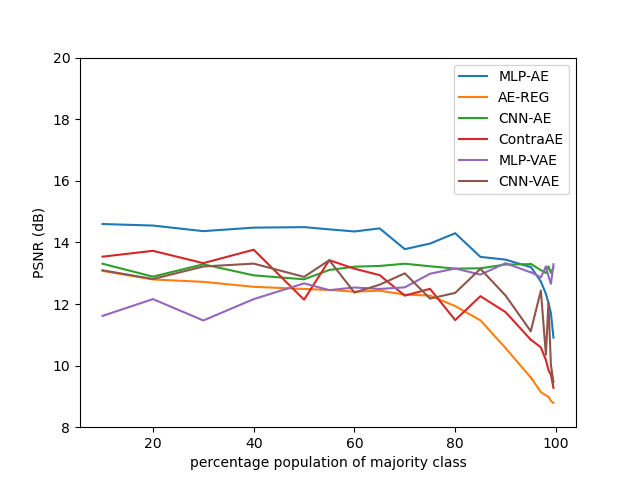 20
18
16
14
12
10
8
PSNR (dB)
MLP-AE
AE-REG
CNN-AE
ContraAE
MLP-VAE
CNN-VAE
20 40 60 80 100
percentage population of majority class